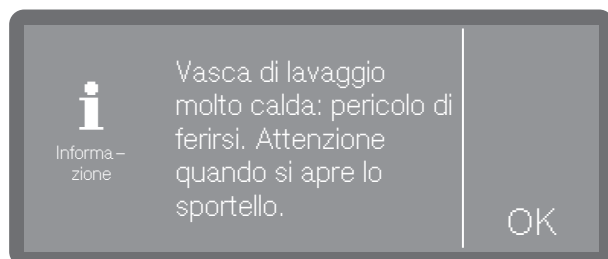 i
Informa–
zione
Vasca di lavaggio
molto calda: pericolo di
ferirsi. Attenzione
quando si apre lo
sportello.
OK